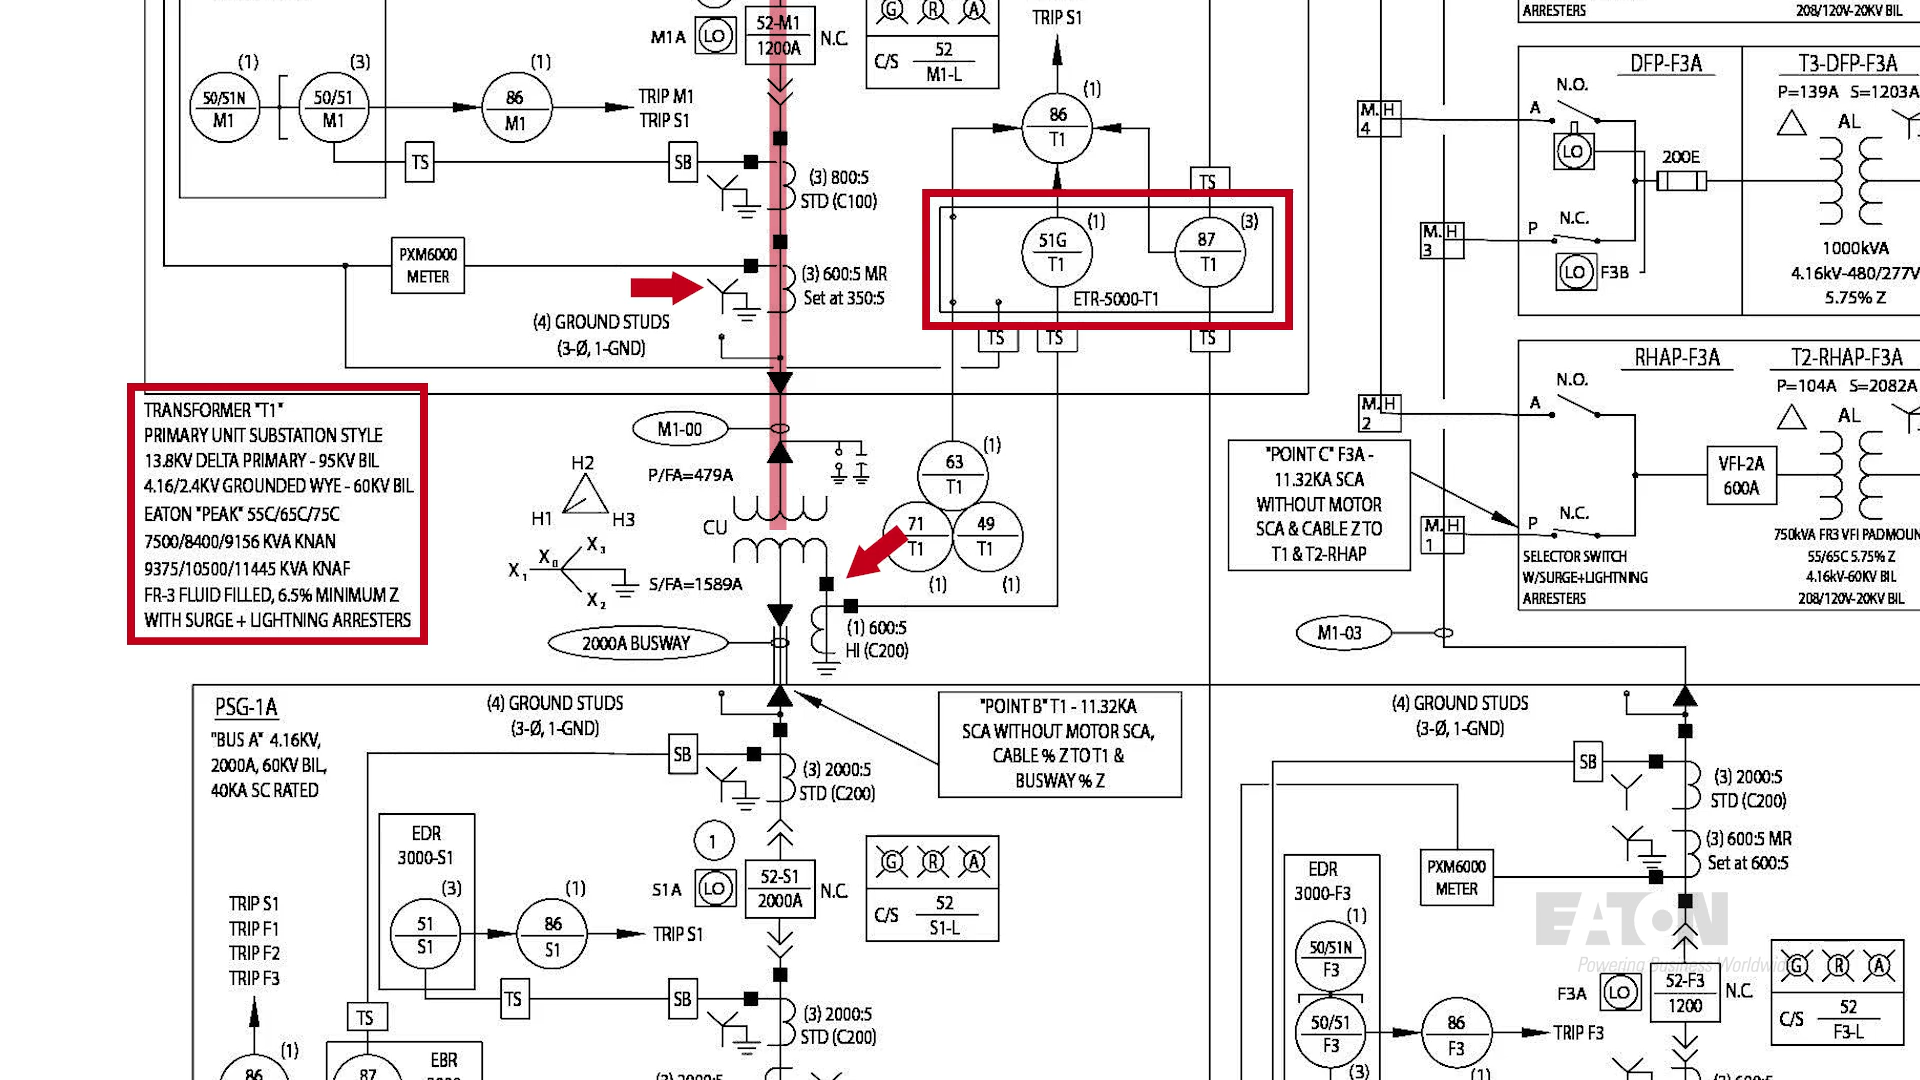 TRIP S1
M1A
LO
52-M1
1200A
N.C.
G R A
C/S 52
M1-L
ARRESTERS
208/120V-20KV BIL
(1)
50/51N
M1
(3)
50/51
M1
(1)
86
M1
TRIP M1
TRIP S1
TS
SB
(3) 800:5
STD (C100)
86
T1
(1)
TS
PXM6000
METER
(3) 600:5 MR
Set at 350:5
(4) GROUND STUDS
(3-Ø, 1-GND)
51G
T1
(1)
87
T1
(3)
ETR-5000-T1
TS
TS
TS
M.H
4
M.H
3
M.H
2
M.H
1
DFP-F3A
N.O.
A
LO
200E
N.C.
P
LO
F3B
T3-DFP-F3A
P=139A S=1203A
AL
1000kVA
4.16kV-480/277V
5.75% Z
TRANSFORMER "T1"
PRIMARY UNIT SUBSTATION STYLE
13.8KV DELTA PRIMARY - 95KV BIL
4.16/2.4KV GROUNDED WYE - 60KV BIL
EATON "PEAK" 55C/65C/75C
7500/8400/9156 KVA KNAN
9375/10500/11445 KVA KNAF
FR-3 FLUID FILLED, 6.5% MINIMUM Z
WITH SURGE + LIGHTNING ARRESTERS
M1-00
P/FA=479A
H2
H1
H3
CU
X1
X0
X3
X2
S/FA=1589A
63
T1
(1)
71
T1
(1)
49
T1
(1)
2000A BUSWAY
(1) 600:5
HI (C200)
"POINT C" F3A -
11.32KA SCA
WITHOUT MOTOR
SCA & CABLE Z TO
T1 & T2-RHAP
RHAP-F3A
N.O.
A
N.C.
P
VFI-2A
600A
SELECTOR SWITCH
W/SURGE+LIGHTNING
ARRESTERS
T2-RHAP-F3A
P=104A S=2082A
AL
750kVA FR3 VFI PADMOUN
55/65C 5.75% Z
4.16kV-60KV BIL
208/120V-20KV BIL
M1-03
PSG-1A
"BUS A" 4.16KV,
2000A, 60KV BIL,
40KA SC RATED
(4) GROUND STUDS
(3-Ø, 1-GND)
"POINT B" T1 - 11.32KA
SCA WITHOUT MOTOR SCA,
CABLE % Z TO T1 &
BUSWAY % Z
SB
(3) 2000:5
STD (C200)
EDR
3000-S1
(3)
51
S1
(1)
86
S1
TRIP S1
1
S1A
LO
52-S1
2000A
N.C.
G R A
C/S 52
S1-L
TRIP S1
TRIP F1
TRIP F2
TRIP F3
TS
SB
(3) 2000:5
STD (C200)
TS
(1)
86
87
EBR
(4) GROUND STUDS
(3-Ø, 1-GND)
SB
(3) 2000:5
STD (C200)
(3) 600:5 MR
Set at 600:5
PXM6000
METER
EDR
3000-F3
(1)
50/51N
F3
50/51
F3
(3)
86
F3
(1)
TRIP F3
EATON
Powering Business Worldwide
F3A
LO
52-F3
1200
N.C.
G R A
C/S 52
F3-L